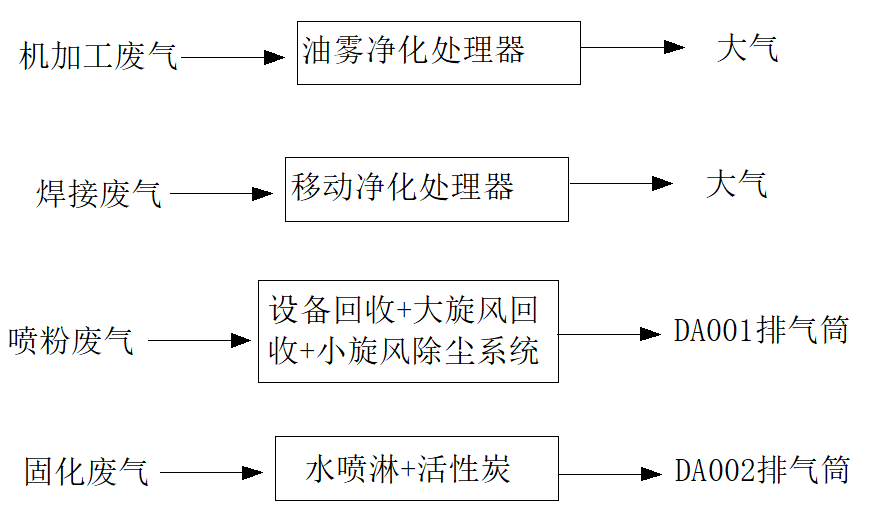 机加工废气
油雾净化处理器
大气
焊接废气
移动净化处理器
大气
喷粉废气
设备回收+大旋风回
收+小旋风除尘系统
DA001排气筒
固化废气
水喷淋+活性炭
DA002排气筒